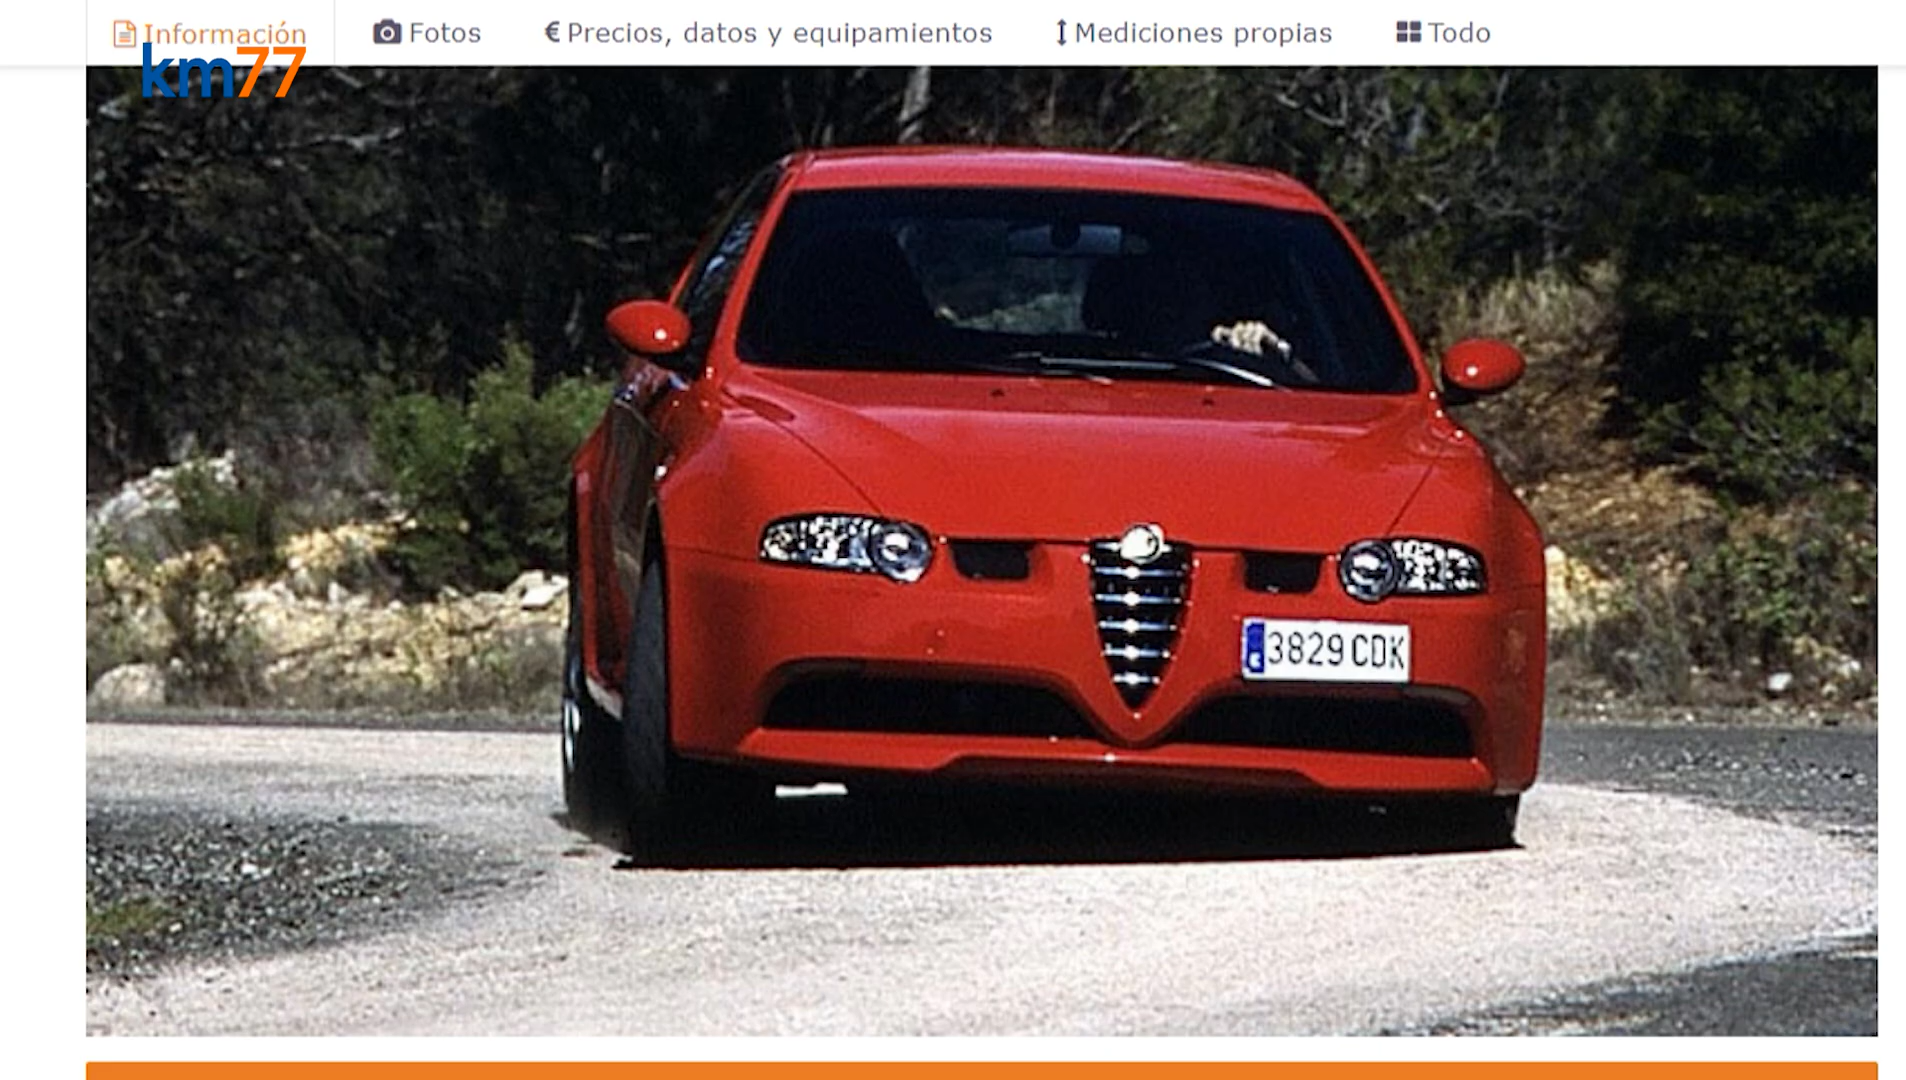 Información
Fotos
€ Precios, datos y equipamientos
Mediciones propias
Todo
km77
3829 CDK